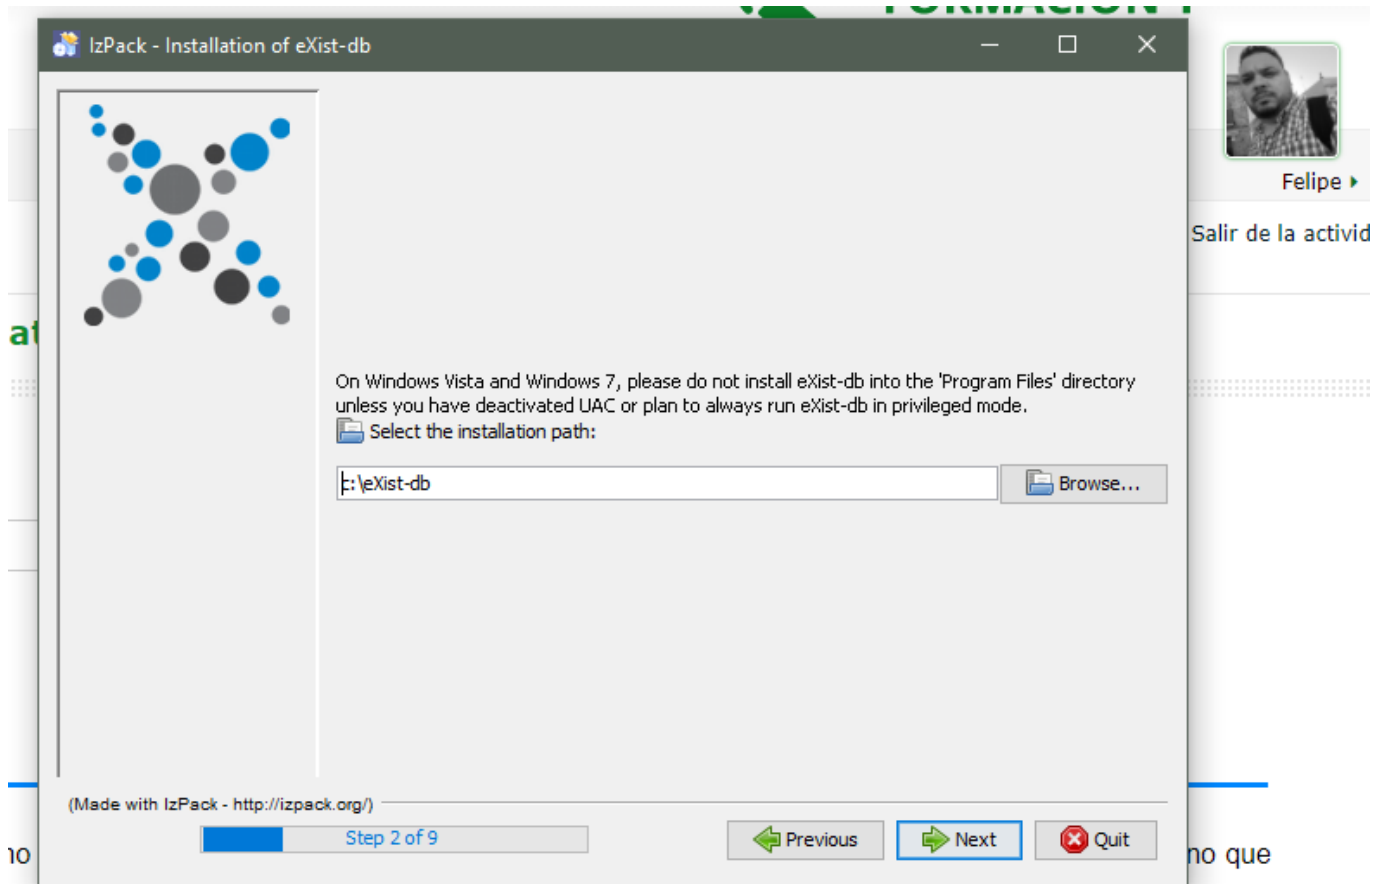 FORMACIÓN Y
IzPack - Installation of eXist-db
Felipe
Salir de la activid
at
On Windows Vista and Windows 7, please do not install eXist-db into the 'Program Files' directory
unless you have deactivated UAC or plan to always run eXist-db in privileged mode.
Select the installation path:
c:\eXist-db
Browse...
(Made with IzPack - http://izpack.org/)
Step 2 of 9
Previous
Next
Quit
no
no que